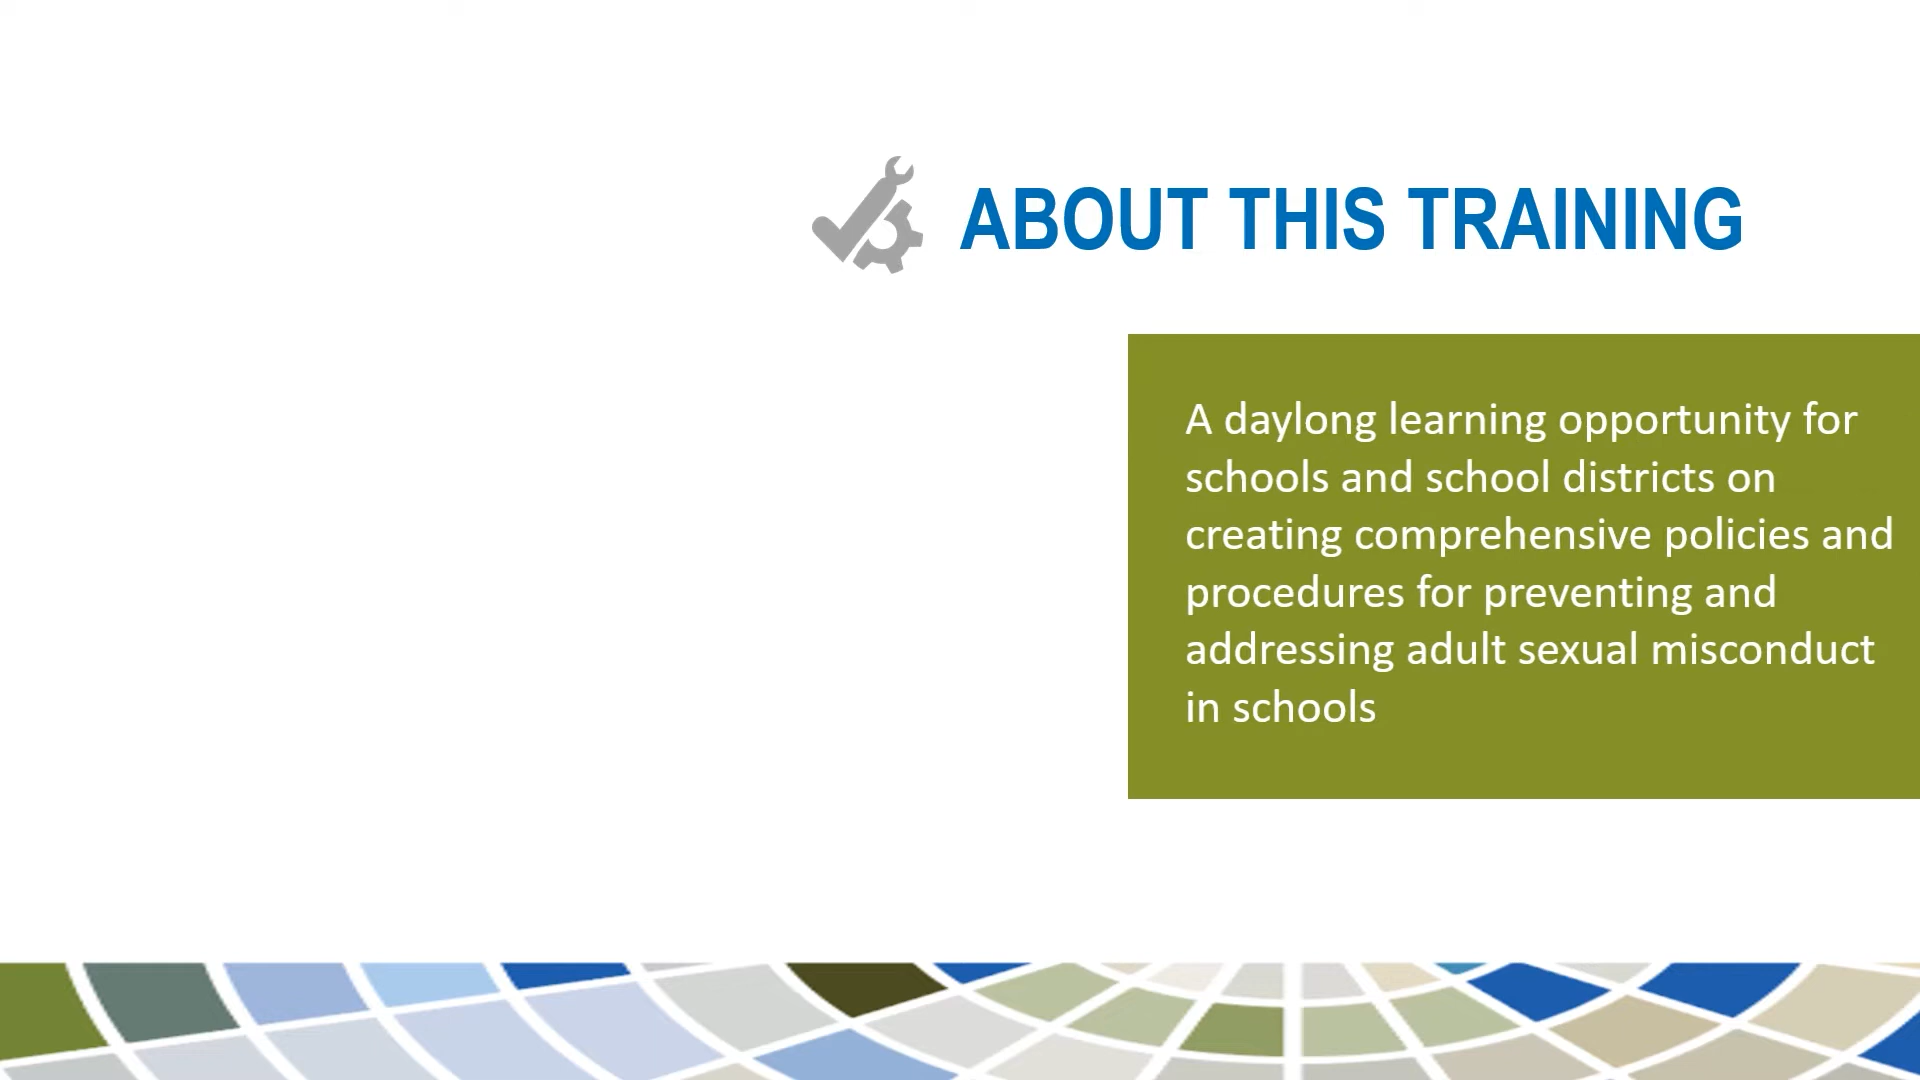 ABOUT THIS TRAINING
A daylong learning opportunity for
schools and school districts on
creating comprehensive policies and
procedures for preventing and
addressing adult sexual misconduct
in schools